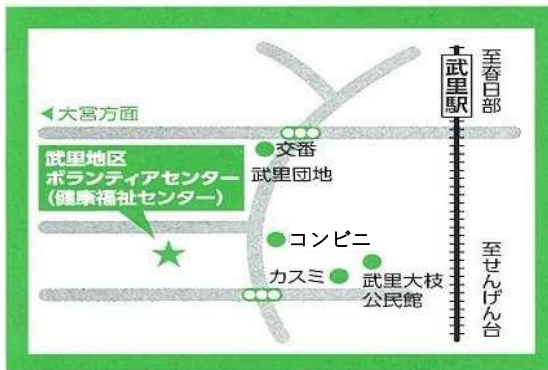 至春日部
武里駅
至せんげん台
◀大宮方面
交番
武里団地
武里地区
ボランティアセンター
(健康福祉センター)
コンビニ
カスミ
武里大枝
公民館